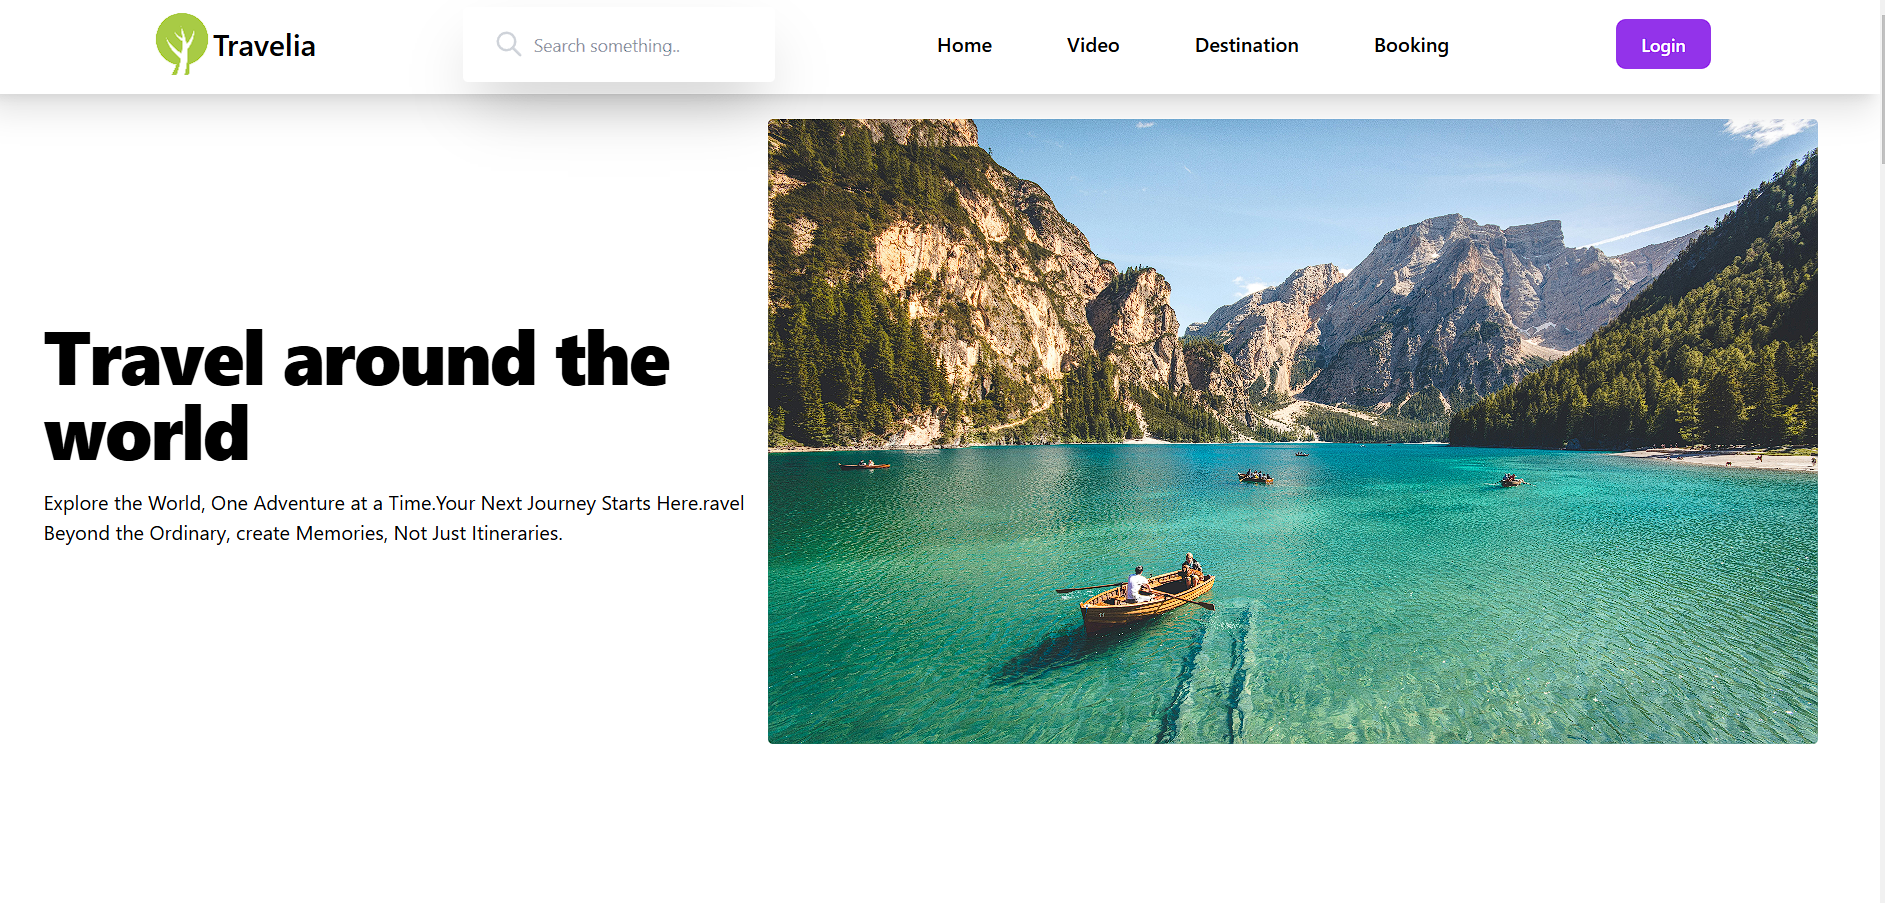 Travelia
Search something..
Home
Video
Destination
Booking
Login
Travel around the
world
Explore the World, One Adventure at a Time.Your Next Journey Starts Here.ravel
Beyond the Ordinary, create Memories, Not Just Itineraries.